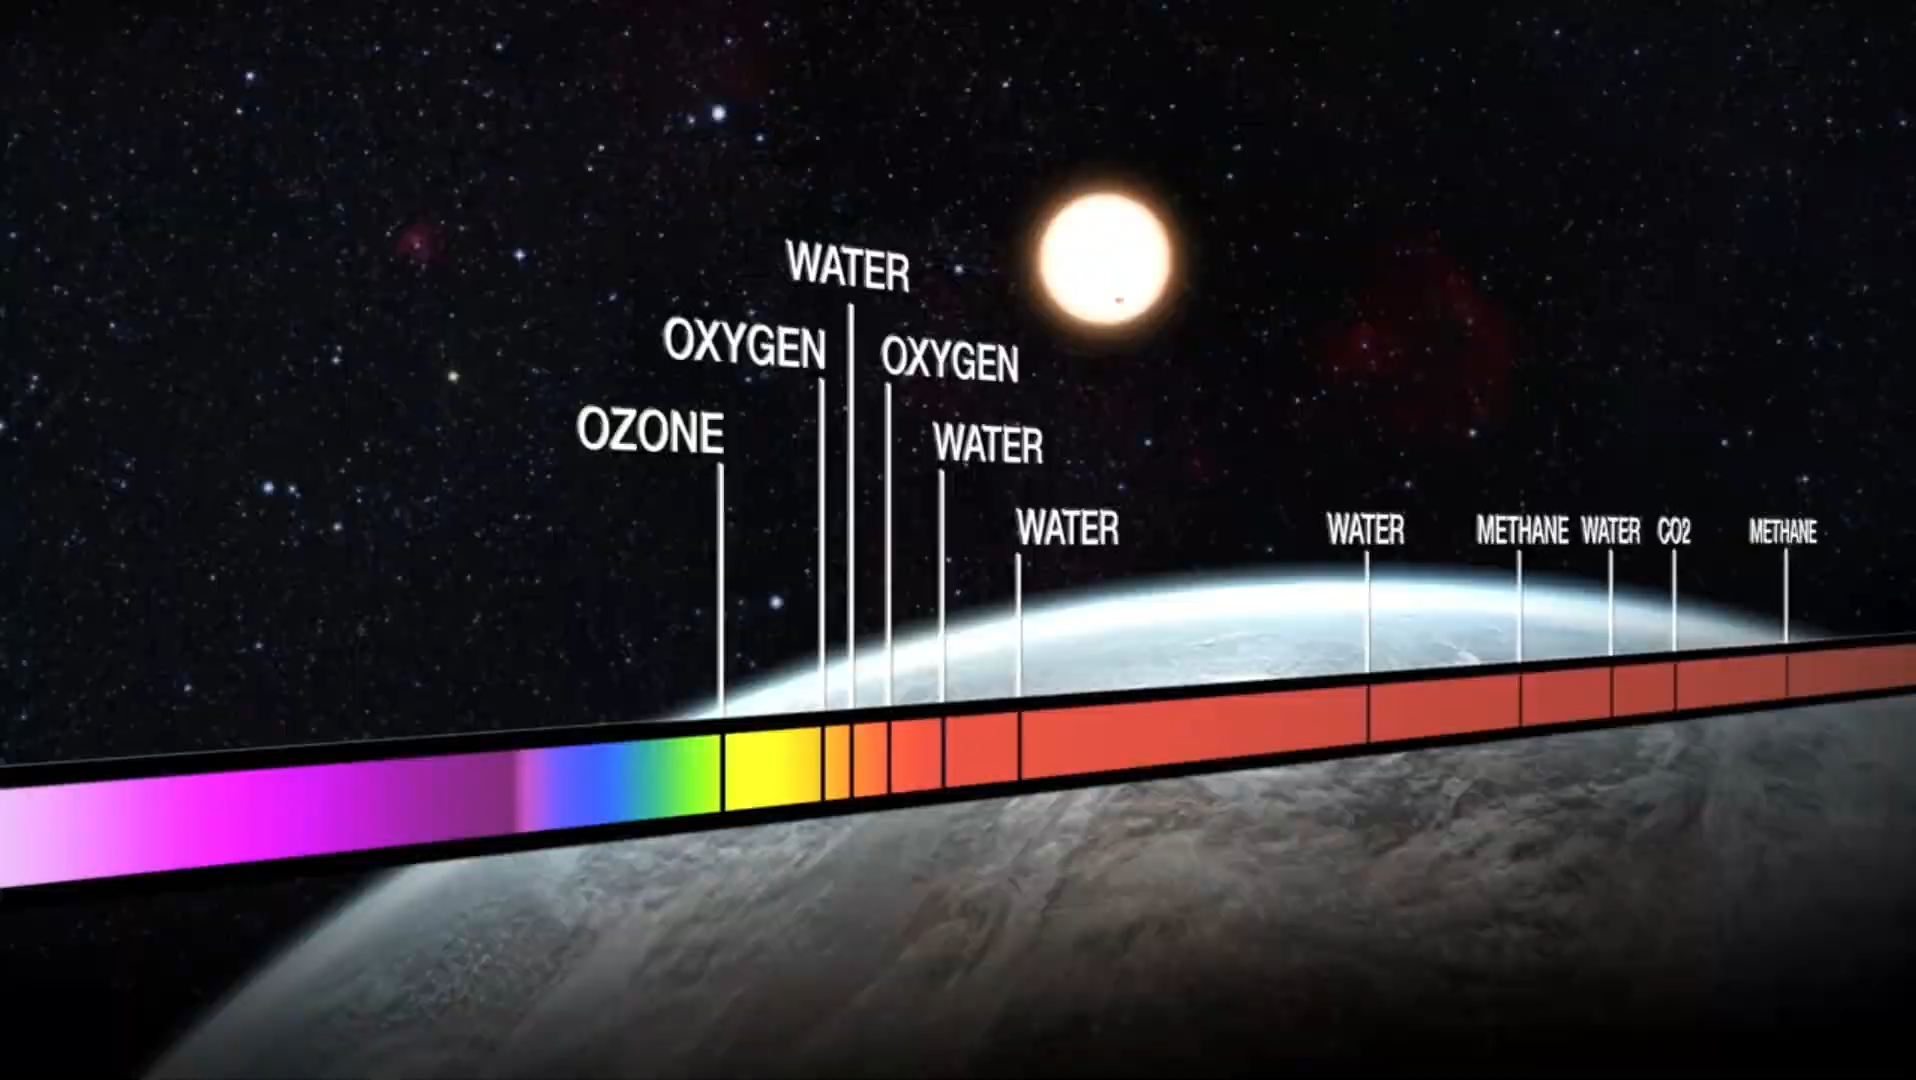 WATER
OXYGEN
OXYGEN
OZONE
WATER
WATER
WATER
METHANE
WATER
CO2
METHANE